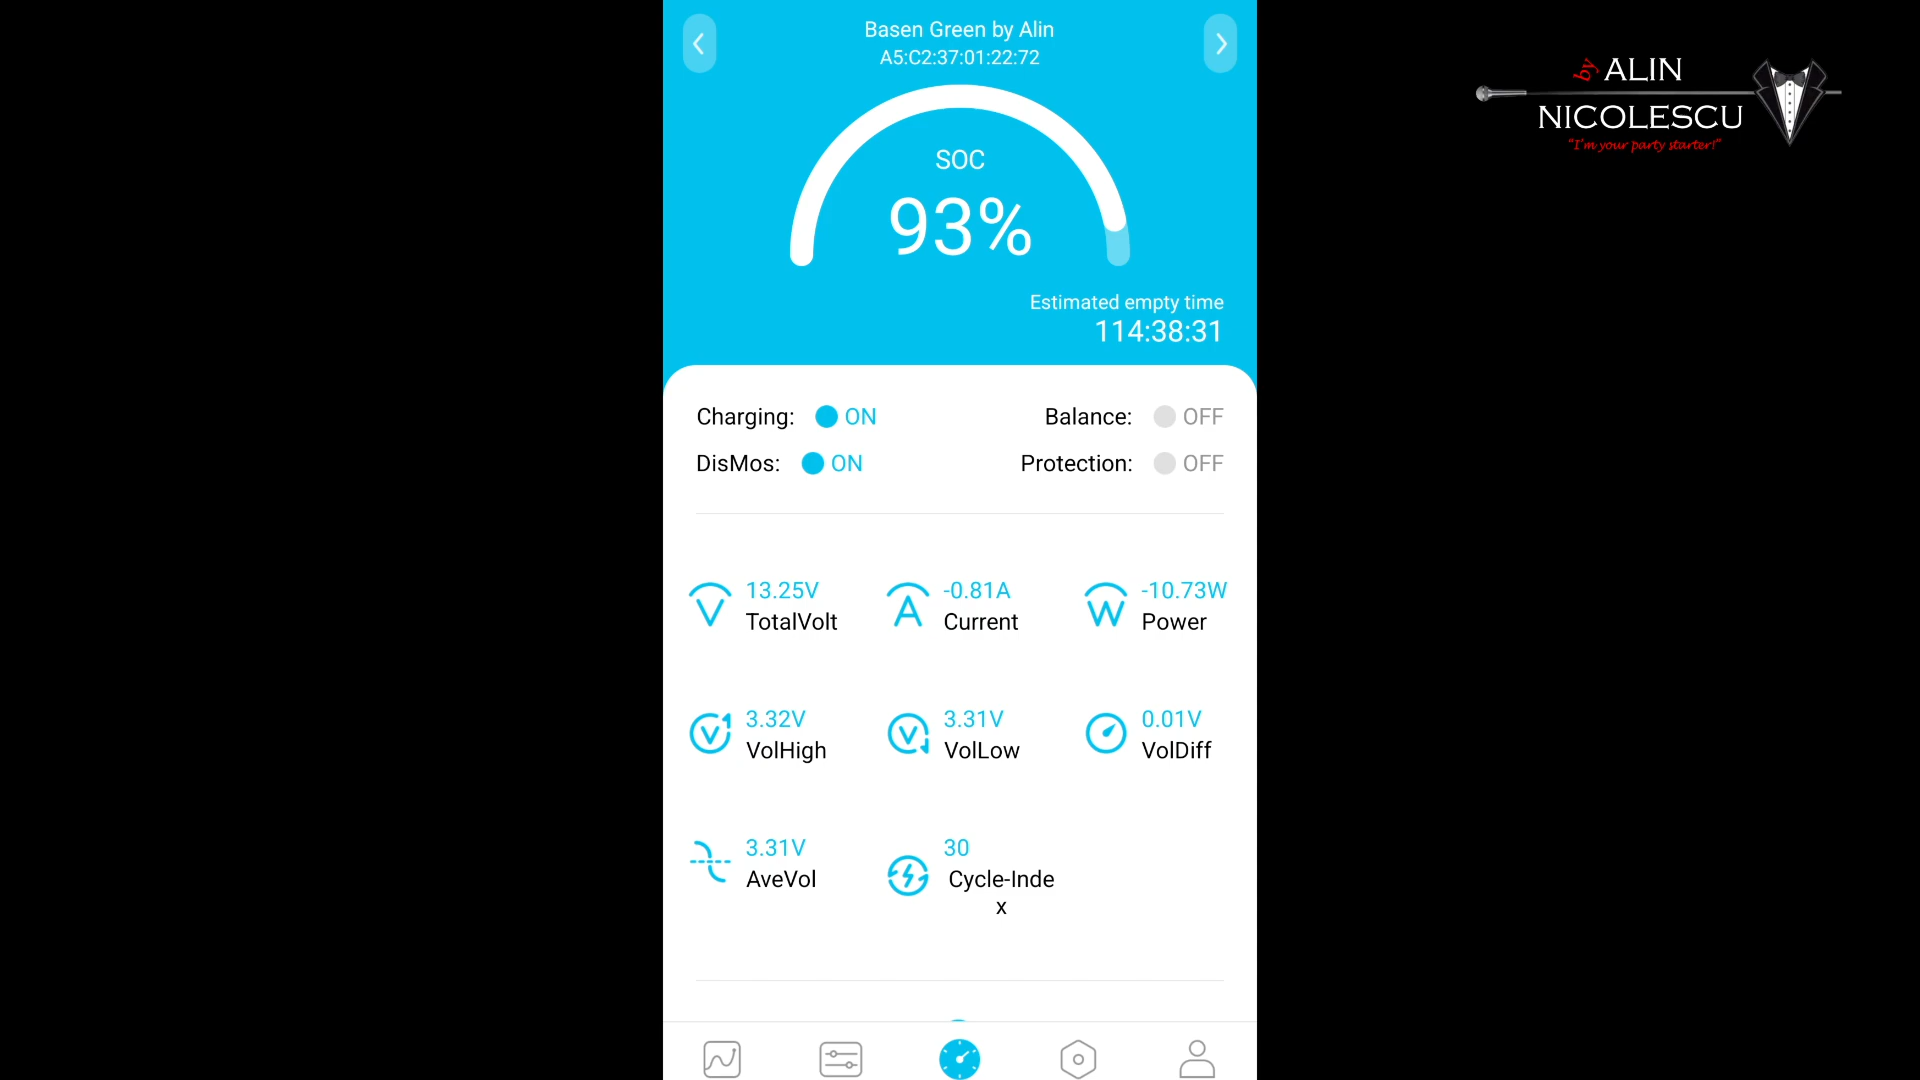 Basen Green by Alin
A5:C2:37:01:22:72
SOC
93%
Estimated empty time
114:38:31
Charging: ON
Balance: OFF
DisMos: ON
Protection: OFF
13.25V
TotalVolt
-0.81A
Current
-10.73W
Power
3.32V
VolHigh
3.31V
VolLow
0.01V
VolDiff
3.31V
AveVol
30
Cycle-Inde
x
by ALIN
NICOLESCU
"I'm your party starter!"